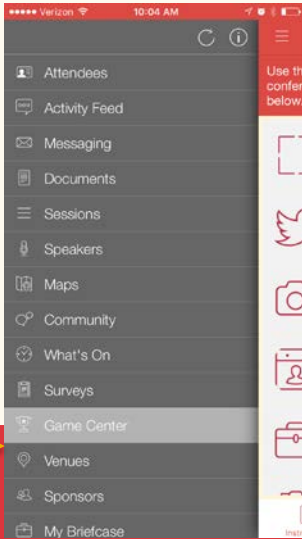 Verizon 10:04 AM
Attendees
Activity Feed
Messaging
Documents
Sessions
Speakers
Maps
Community
What's On
Surveys
Game Center
Venues
Sponsors
My Briefcase
Use th
confer
below.